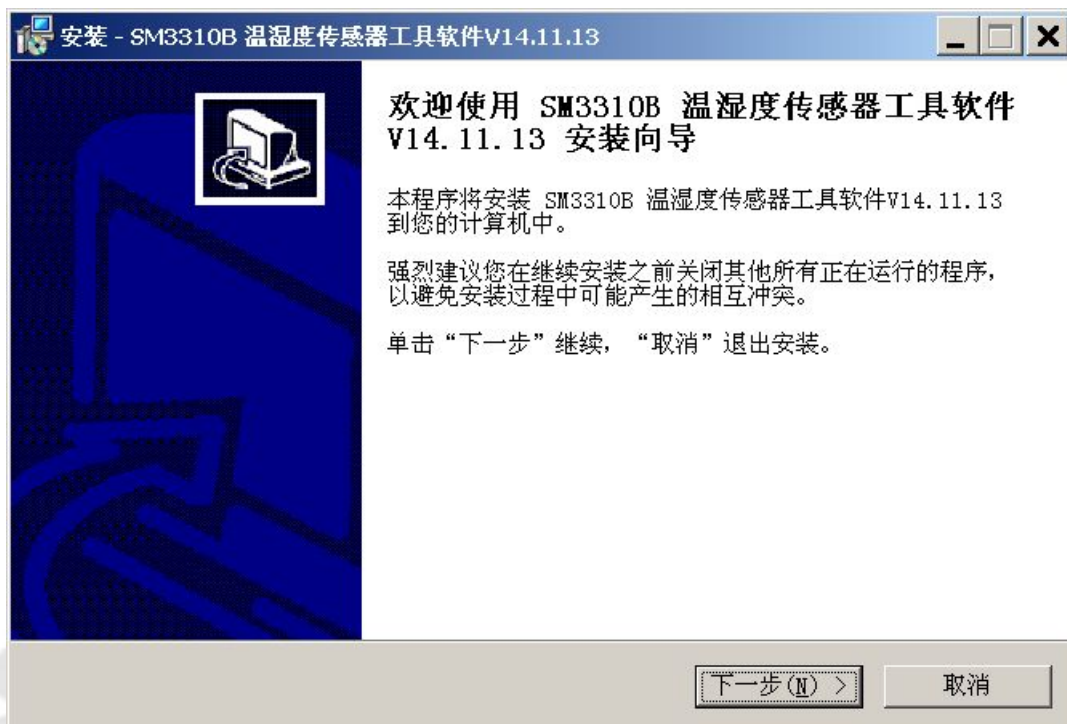 安装 - SM3310B 温湿度传感器工具软件V14.11.13
欢迎使用 SM3310B 温湿度传感器工具软件
V14.11.13 安装向导
本程序将安装 SM3310B 温湿度传感器工具软件V14.11.13
到您的计算机中。
强烈建议您在继续安装之前关闭其他所有正在运行的程序，
以避免安装过程中可能产生的相互冲突。
单击“下一步”继续，“取消”退出安装。
下一步(N) >
取消